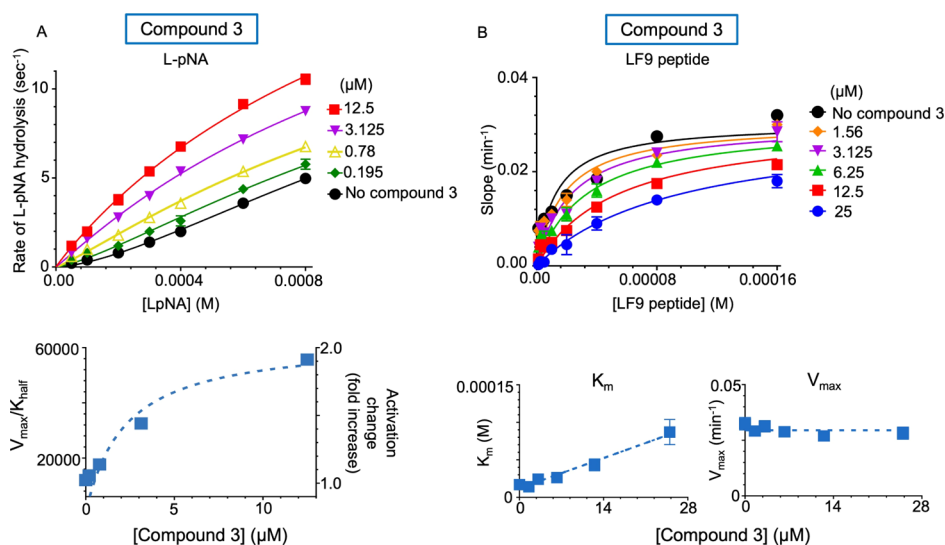 A
Compound 3
L-pNA
Rate of L-pNA hydrolysis (sec⁻¹)
10
5
0
0.00
0.0004
0.0008
[LpNA] (M)
(µM)
12.5
3.125
0.78
0.195
No compound 3
B
Compound 3
LF9 peptide
Slope (min⁻¹)
0.04
0.02
0.00
0.00
0.00008
0.00016
[LF9 peptide] (M)
(µM)
No compound 3
1.56
3.125
6.25
12.5
25
Vmax/Khalf
60000
20000
2.0
1.0
Activation
change
(fold increase)
0
5
10
[Compound 3] (µM)
Km
Km (M)
0.00015
0
0
14
28
Vmax
Vmax (min⁻¹)
0.05
0
0
14
28
[Compound 3] (µM)